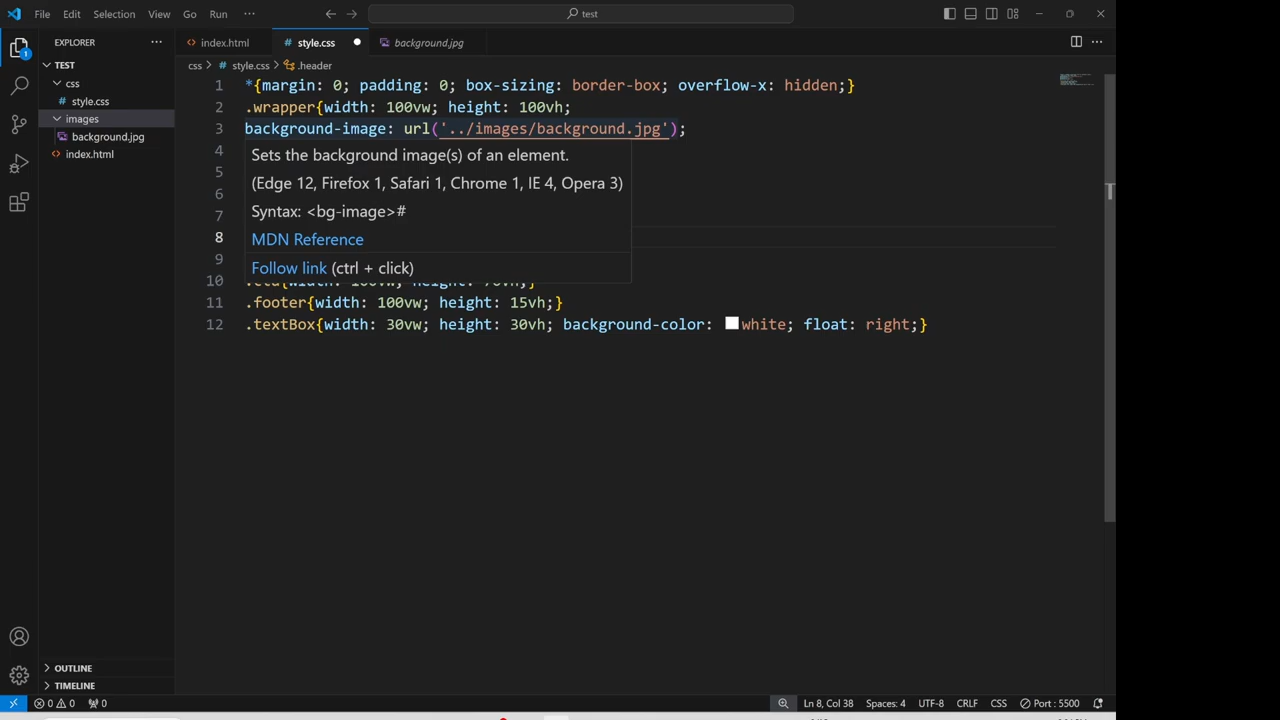 File Edit Selection View Go Run ··· test
EXPLORER ···
index.html style.css background.jpg
TEST
css
style.css
images
background.jpg
index.html
css > style.css > .header
1 *{margin: 0; padding: 0; box-sizing: border-box; overflow-x: hidden;}
2 .wrapper{width: 100vw; height: 100vh;
3 background-image: url('../images/background.jpg');
4
5
6
7
8
9
10
11 .footer{width: 100vw; height: 15vh;}
12 .textBox{width: 30vw; height: 30vh; background-color: white; float: right;}
Sets the background image(s) of an element.
(Edge 12, Firefox 1, Safari 1, Chrome 1, IE 4, Opera 3)
Syntax: <bg-image>#
MDN Reference
Follow link (ctrl + click)
1
OUTLINE
TIMELINE
0 0 0 Ln 8, Col 38 Spaces: 4 UTF-8 CRLF CSS Port : 5500